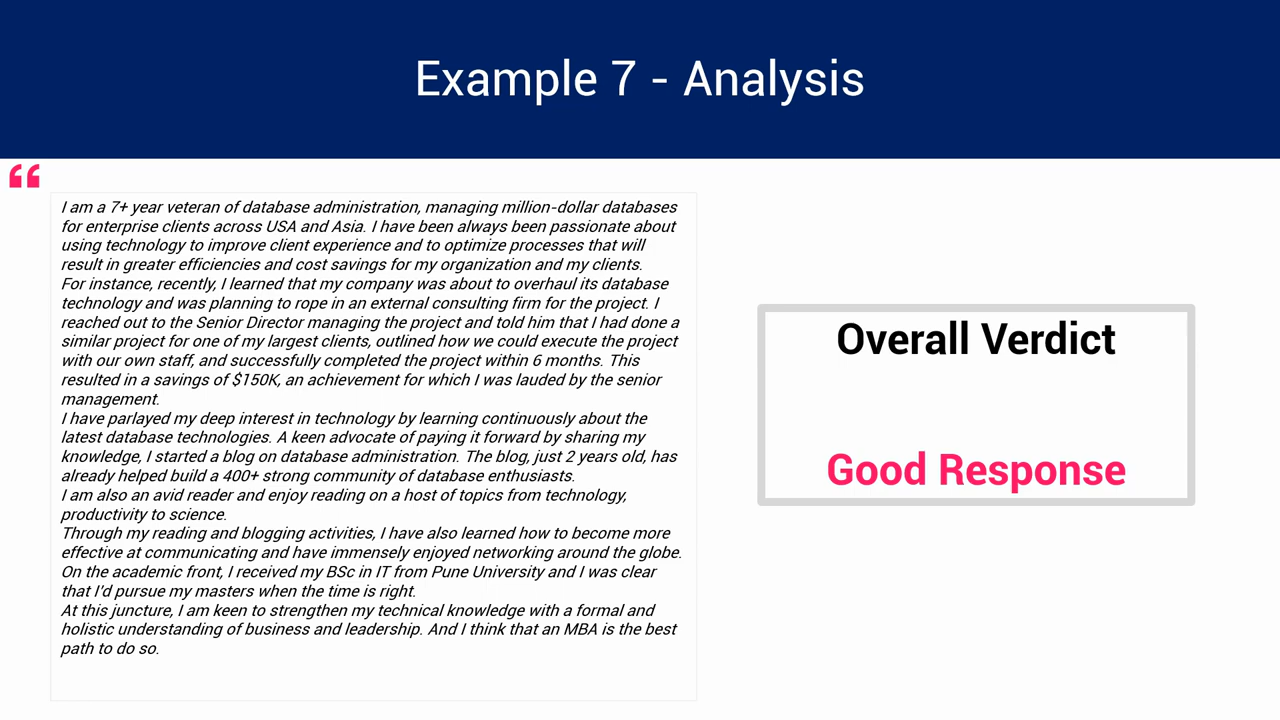 Example 7 - Analysis
“
I am a 7+ year veteran of database administration, managing million-dollar databases
for enterprise clients across USA and Asia. I have been always been passionate about
using technology to improve client experience and to optimize processes that will
result in greater efficiencies and cost savings for my organization and my clients.
For instance, recently, I learned that my company was about to overhaul its database
technology and was planning to rope in an external consulting firm for the project. I
reached out to the Senior Director managing the project and told him that I had done a
similar project for one of my largest clients, outlined how we could execute the project
with our own staff, and successfully completed the project within 6 months. This
resulted in a savings of $150K, an achievement for which I was lauded by the senior
management.
I have parlayed my deep interest in technology by learning continuously about the
latest database technologies. A keen advocate of paying it forward by sharing my
knowledge, I started a blog on database administration. The blog, just 2 years old, has
already helped build a 400+ strong community of database enthusiasts.
I am also an avid reader and enjoy reading on a host of topics from technology,
productivity to science.
Through my reading and blogging activities, I have also learned how to become more
effective at communicating and have immensely enjoyed networking around the globe.
On the academic front, I received my BSc in IT from Pune University and I was clear
that I'd pursue my masters when the time is right.
At this juncture, I am keen to strengthen my technical knowledge with a formal and
holistic understanding of business and leadership. And I think that an MBA is the best
path to do so.
Overall Verdict
Good Response